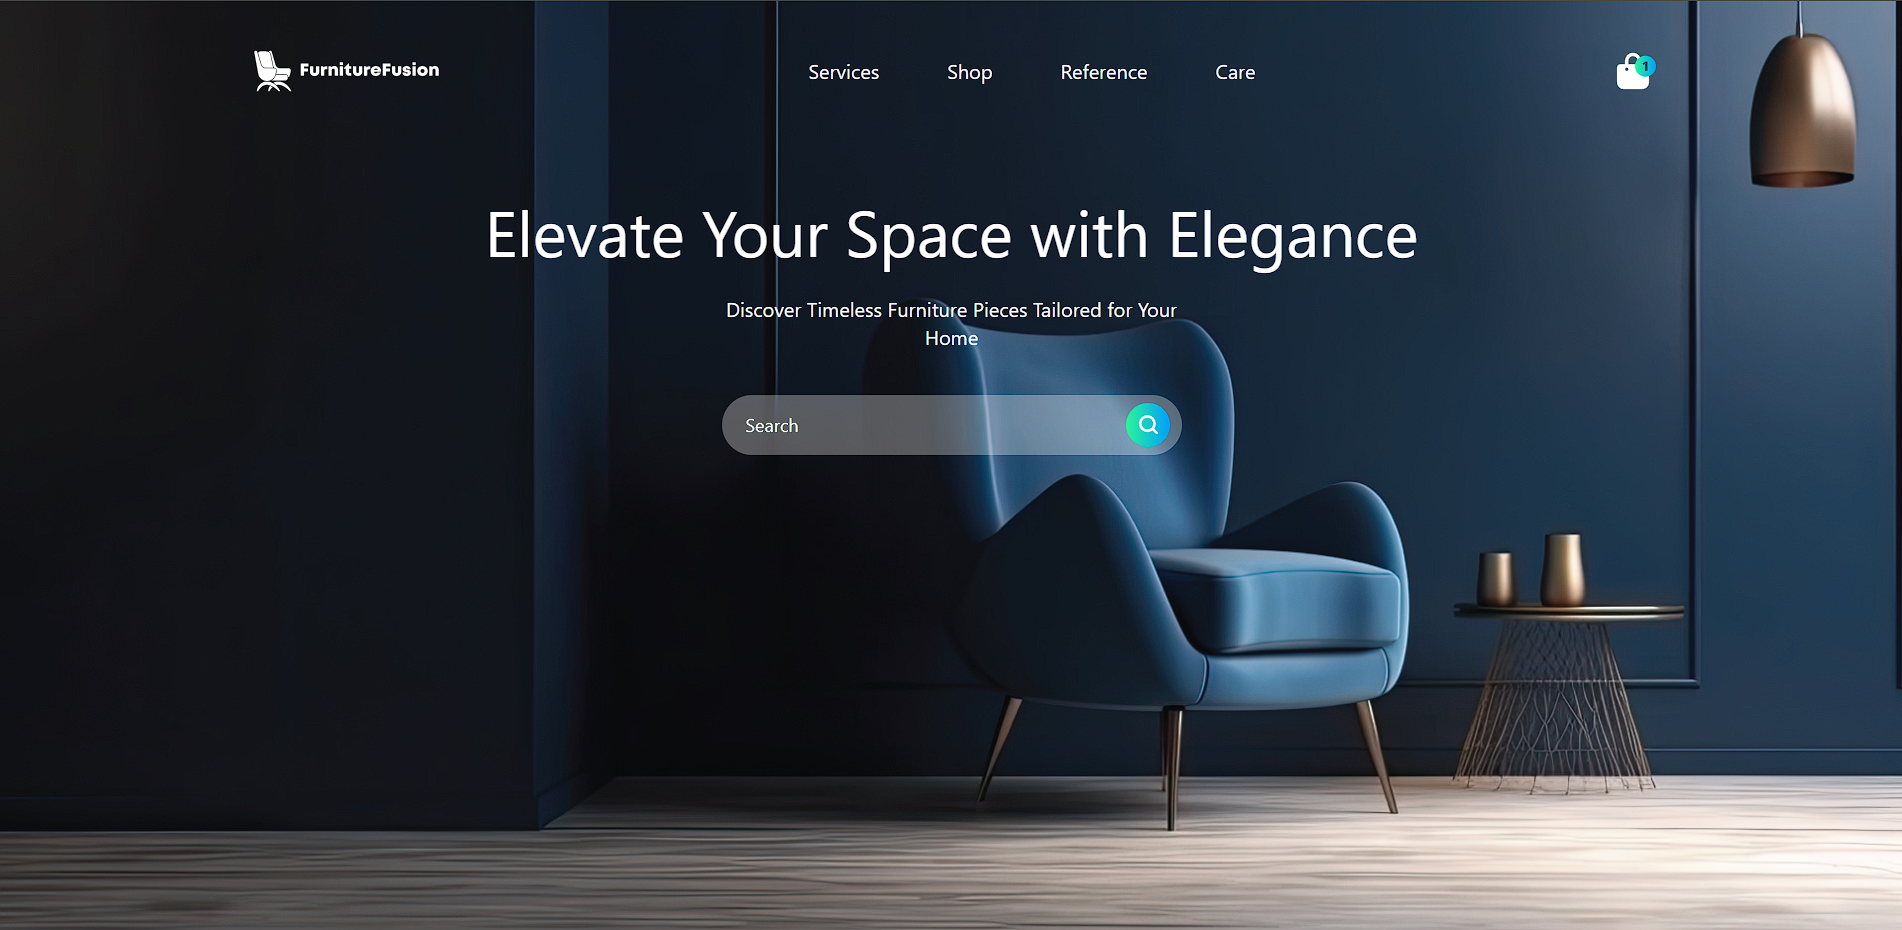 FurnitureFusion
Services
Shop
Reference
Care
1
Elevate Your Space with Elegance
Discover Timeless Furniture Pieces Tailored for Your
Home
Search